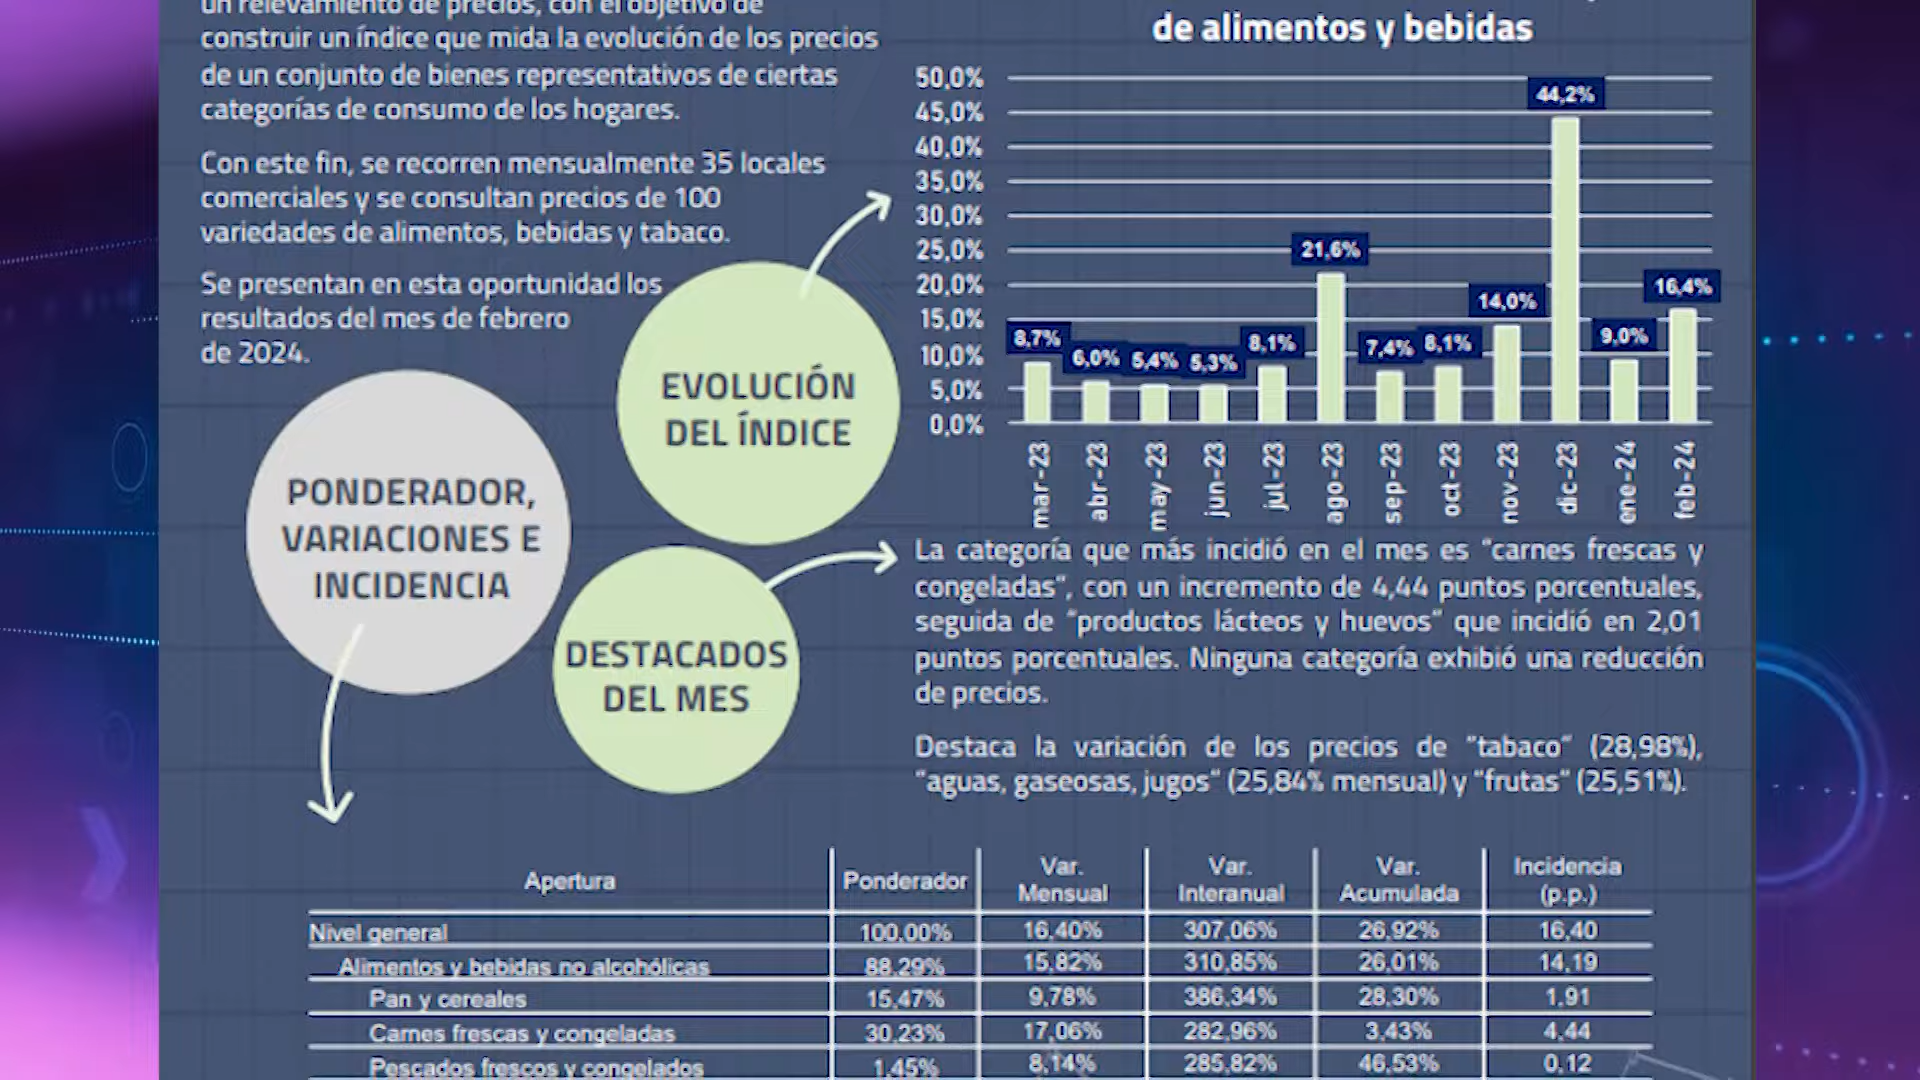 un relevamiento de precios, con el objetivo de
construir un índice que mida la evolución de los precios
de un conjunto de bienes representativos de ciertas
categorías de consumo de los hogares.
Con este fin, se recorren mensualmente 35 locales
comerciales y se consultan precios de 100
variedades de alimentos, bebidas y tabaco.
Se presentan en esta oportunidad los
resultados del mes de febrero
de 2024.
EVOLUCIÓN
DEL ÍNDICE
PONDERADOR,
VARIACIONES E
INCIDENCIA
DESTACADOS
DEL MES
de alimentos y bebidas
50,0%
45,0%
40,0%
35,0%
30,0%
25,0%
20,0%
15,0%
10,0%
5,0%
0,0%
8,7%
6,0%
5,4%
5,3%
8,1%
21,6%
7,4%
8,1%
14,0%
44,2%
9,0%
16,4%
mar-23
abr-23
may-23
jun-23
jul-23
ago-23
sep-23
oct-23
nov-23
dic-23
ene-24
feb-24
La categoría que más incidió en el mes es "carnes frescas y
congeladas", con un incremento de 4,44 puntos porcentuales,
seguida de "productos lácteos y huevos" que incidió en 2,01
puntos porcentuales. Ninguna categoría exhibió una reducción
de precios.
Destaca la variación de los precios de "tabaco" (28,98%),
"aguas, gaseosas, jugos" (25,84% mensual) y "frutas" (25,51%).
Apertura Ponderador Var. Mensual Var. Interanual Var. Acumulada Incidencia (p.p.)
Nivel general 100,00% 16,40% 307,06% 26,92% 16,40
Alimentos y bebidas no alcohólicas 88,29% 15,82% 310,85% 26,01% 14,19
Pan y cereales 15,47% 9,78% 386,34% 28,30% 1,91
Carnes frescas y congeladas 30,23% 17,06% 282,96% 3,43% 4,44
Pescados frescos y congelados 1,45% 8,14% 285,82% 46,53% 0,12